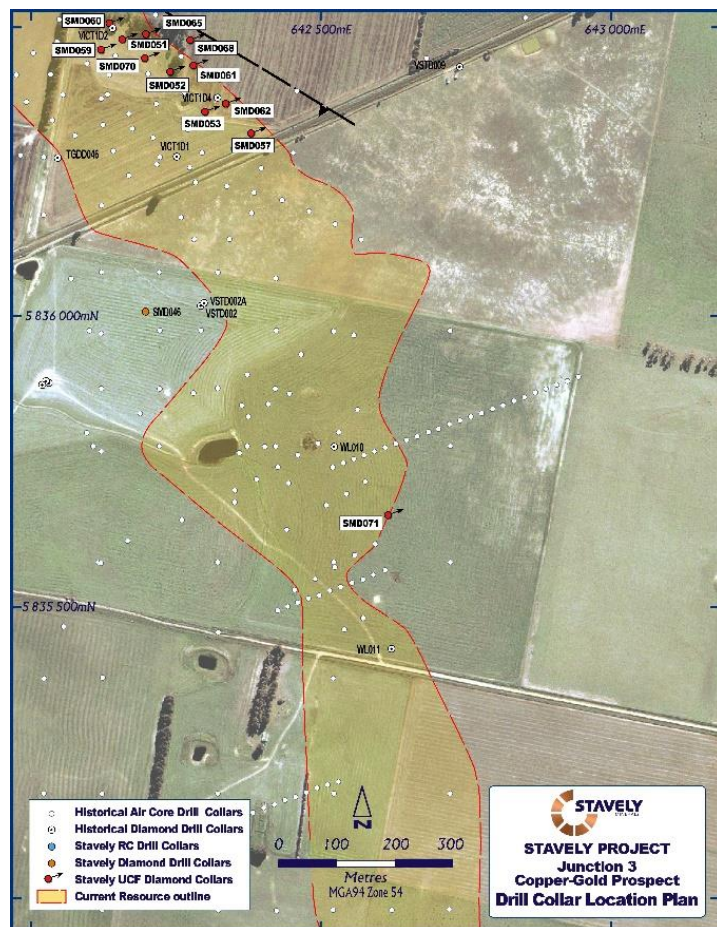 642 500mE
643 000mE
SMD060
VICT1D2
SMD065
SMD059
SMD051
SMD068
SMD070
SMD061
SMD052
VICT1D4
SMD062
SMD053
SMD057
VSTD009
TGDD046
VICT1D1
VSTD002A
VSTD002
SMD046
5 836 000mN
WL010
SMD071
5 835 500mN
WL011
Historical Air Core Drill Collars
Historical Diamond Drill Collars
Stavely RC Drill Collars
Stavely Diamond Drill Collars
Stavely UCF Diamond Collars
Current Resource outline
N
0 100 200 300
Metres
MGA94 Zone 54
STAVELY
STAVELY PROJECT
Junction 3
Copper-Gold Prospect
Drill Collar Location Plan